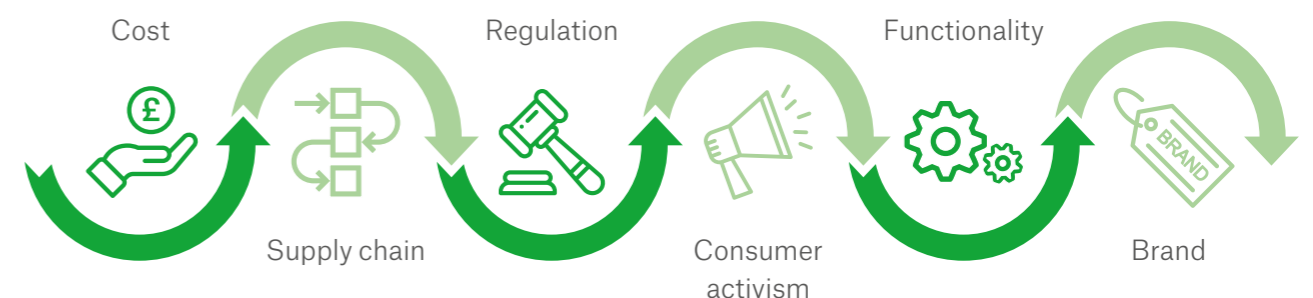 Cost
Regulation
Functionality
£
BRAND
Supply chain
Consumer
activism
Brand